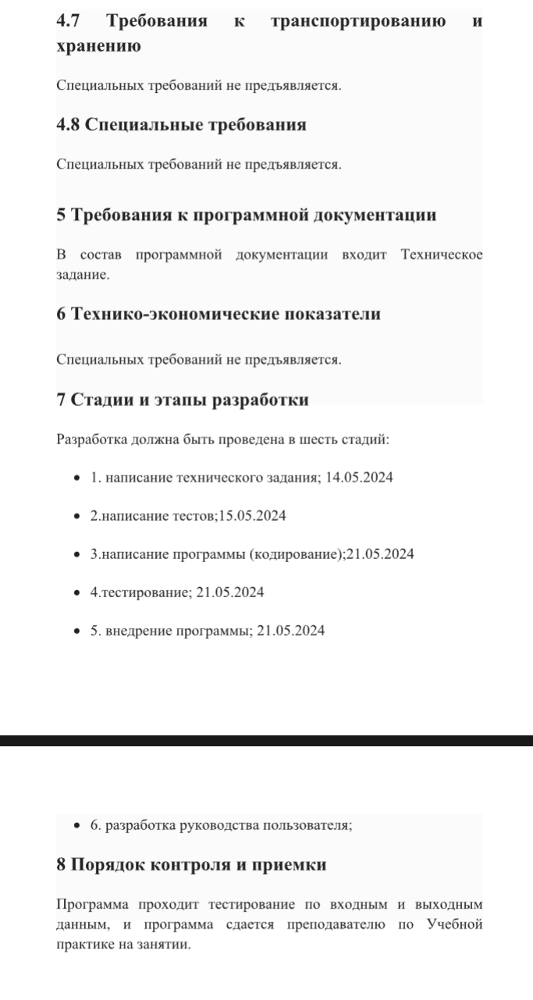 4.7 Требования к транспортированию и
хранению
Специальных требований не предъявляется.
4.8 Специальные требования
Специальных требований не предъявляется.
5 Требования к программной документации
В состав программной документации входит Техническое
задание.
6 Технико-экономические показатели
Специальных требований не предъявляется.
7 Стадии и этапы разработки
Разработка должна быть проведена в шесть стадий:
• 1. написание технического задания; 14.05.2024
• 2.написание тестов;15.05.2024
• 3.написание программы (кодирование);21.05.2024
• 4.тестирование; 21.05.2024
• 5. внедрение программы; 21.05.2024
• 6. разработка руководства пользователя;
8 Порядок контроля и приемки
Программа проходит тестирование по входным и выходным
данным, и программа сдается преподавателю по Учебной
практике на занятии.